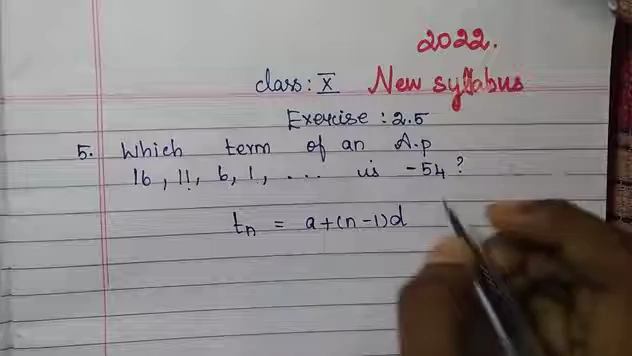 2022.
class: X New syllabus
Exercise : 2.5
5. Which term of an A.p
16, 11, 6, 1, ... is -54?
tn = a+(n-1)d